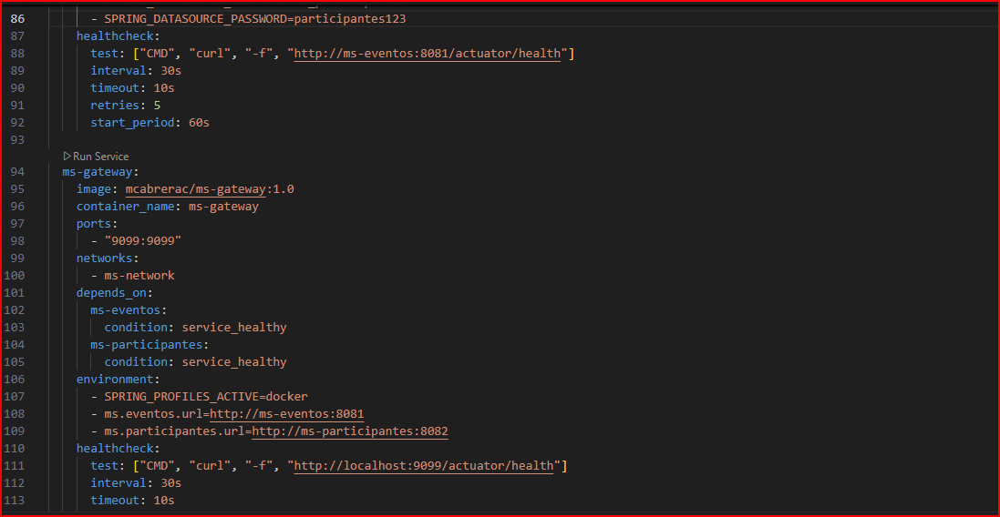 86 - SPRING_DATASOURCE_PASSWORD=participantes123
87 healthcheck:
88 test: ["CMD", "curl", "-f", "http://ms-eventos:8081/actuator/health"]
89 interval: 30s
90 timeout: 10s
91 retries: 5
92 start_period: 60s
93
Run Service
94 ms-gateway:
95 image: mcabrerac/ms-gateway:1.0
96 container_name: ms-gateway
97 ports:
98 - "9099:9099"
99 networks:
100 - ms-network
101 depends_on:
102 ms-eventos:
103 condition: service_healthy
104 ms-participantes:
105 condition: service_healthy
106 environment:
107 - SPRING_PROFILES_ACTIVE=docker
108 - ms.eventos.url=http://ms-eventos:8081
109 - ms.participantes.url=http://ms-participantes:8082
110 healthcheck:
111 test: ["CMD", "curl", "-f", "http://localhost:9099/actuator/health"]
112 interval: 30s
113 timeout: 10s